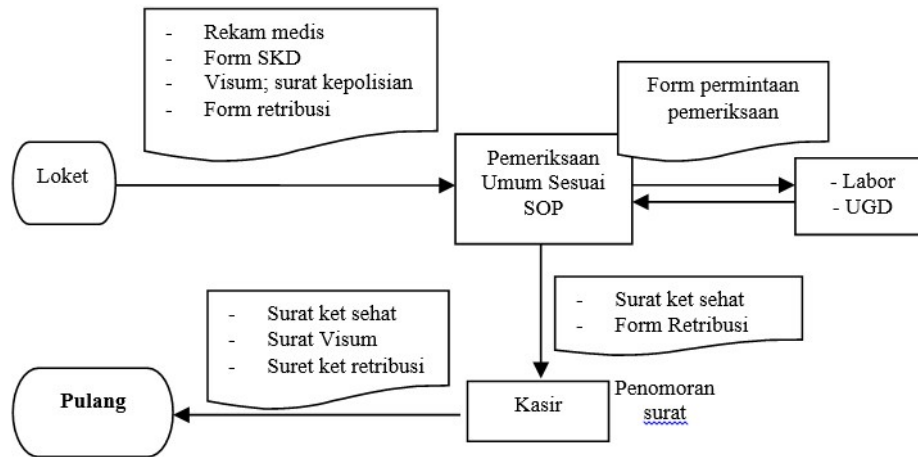 - Rekam medis
- Form SKD
- Visum; surat kepolisian
- Form retribusi
Form permintaan
pemeriksaan
Loket
Pemeriksaan
Umum Sesuai
SOP
- Labor
- UGD
- Surat ket sehat
- Form Retribusi
- Surat ket sehat
- Surat Visum
- Suret ket retribusi
Pulang
Kasir
Penomoran
surat